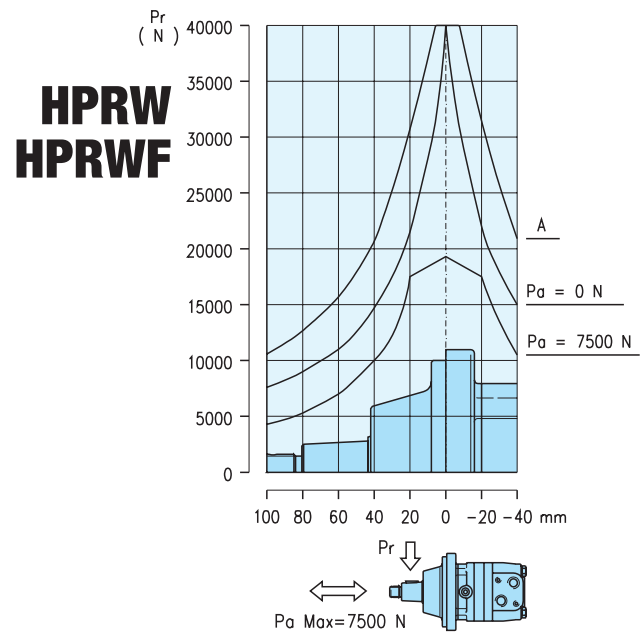 Pr
( N )
HPRW
HPRWF
40000
35000
30000
25000
20000
15000
10000
5000
0
A
Pa = 0 N
Pa = 7500 N
100 80 60 40 20 0 -20 -40 mm
Pr
Pa Max=7500 N